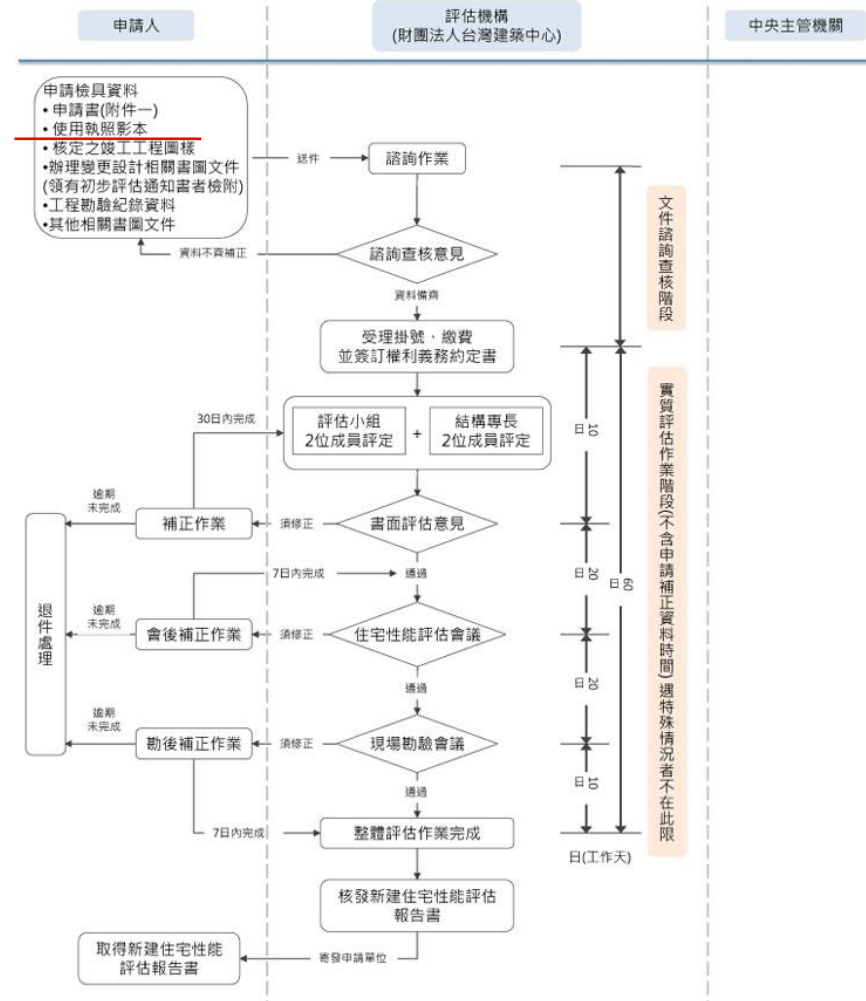 申請人
評估機構
(財團法人台灣建築中心)
中央主管機關
申請檢具資料
• 申請書(附件一)
• 使用執照影本
• 核定之竣工工程圖樣
•辦理變更設計相關書圖文件
(領有初步評估通知書者檢附)
•工程勘驗紀錄資料
•其他相關書圖文件
送件
諮詢作業
資料不齊補正
諮詢查核意見
資料備齊
文件諮詢查核階段
受理掛號、繳費
並簽訂權利義務約定書
30日內完成
評估小組
2位成員評定
+
結構專長
2位成員評定
10日
逾期
未完成
補正作業
須修正
書面評估意見
7日內完成
通過
20日
60日
實質評估作業階段(不含申請補正資料時間)遇特殊情況者不在此限
退件處理
逾期
未完成
會後補正作業
須修正
住宅性能評估會議
通過
20日
逾期
未完成
勘後補正作業
須修正
現場勘驗會議
通過
10日
7日內完成
整體評估作業完成
日(工作天)
核發新建住宅性能評估
報告書
取得新建住宅性能
評估報告書
寄發申請單位